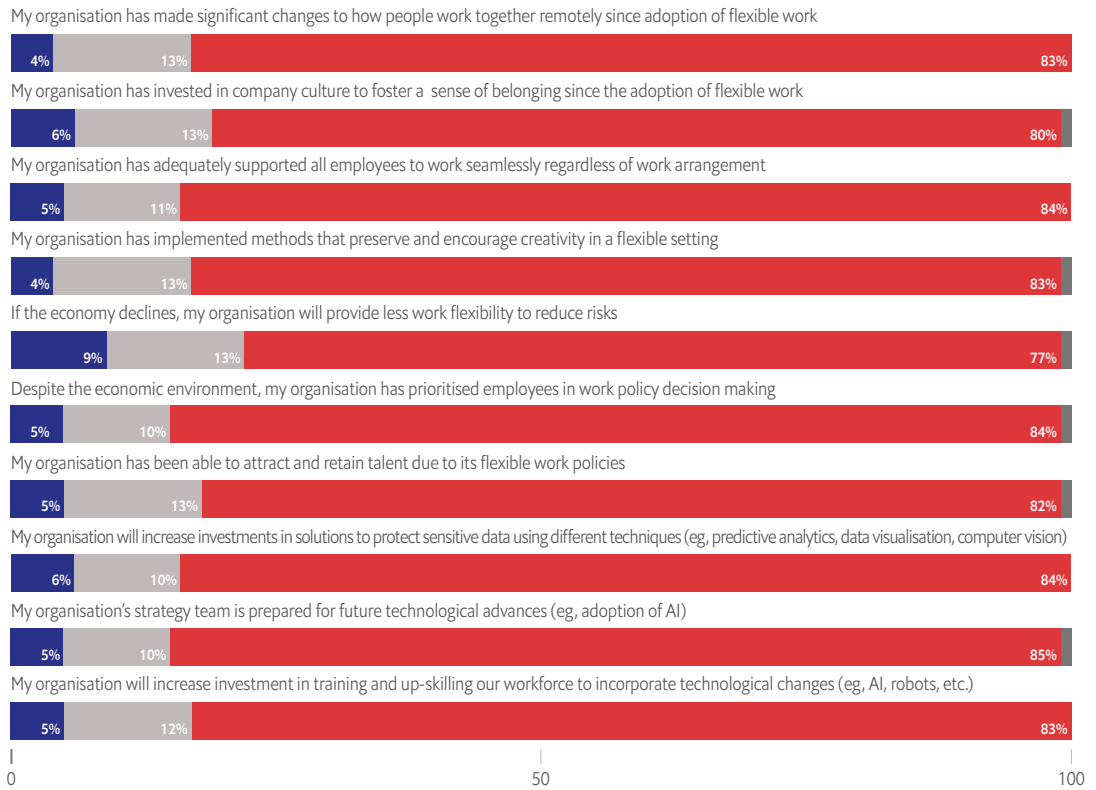 My organisation has made significant changes to how people work together remotely since adoption of flexible work
4% 13% 83%
My organisation has invested in company culture to foster a sense of belonging since the adoption of flexible work
6% 13% 80%
My organisation has adequately supported all employees to work seamlessly regardless of work arrangement
5% 11% 84%
My organisation has implemented methods that preserve and encourage creativity in a flexible setting
4% 13% 83%
If the economy declines, my organisation will provide less work flexibility to reduce risks
9% 13% 77%
Despite the economic environment, my organisation has prioritised employees in work policy decision making
5% 10% 84%
My organisation has been able to attract and retain talent due to its flexible work policies
5% 13% 82%
My organisation will increase investments in solutions to protect sensitive data using different techniques (eg, predictive analytics, data visualisation, computer vision)
6% 10% 84%
My organisation’s strategy team is prepared for future technological advances (eg, adoption of AI)
5% 10% 85%
My organisation will increase investment in training and up-skilling our workforce to incorporate technological changes (eg, AI, robots, etc.)
5% 12% 83%
0 50 100